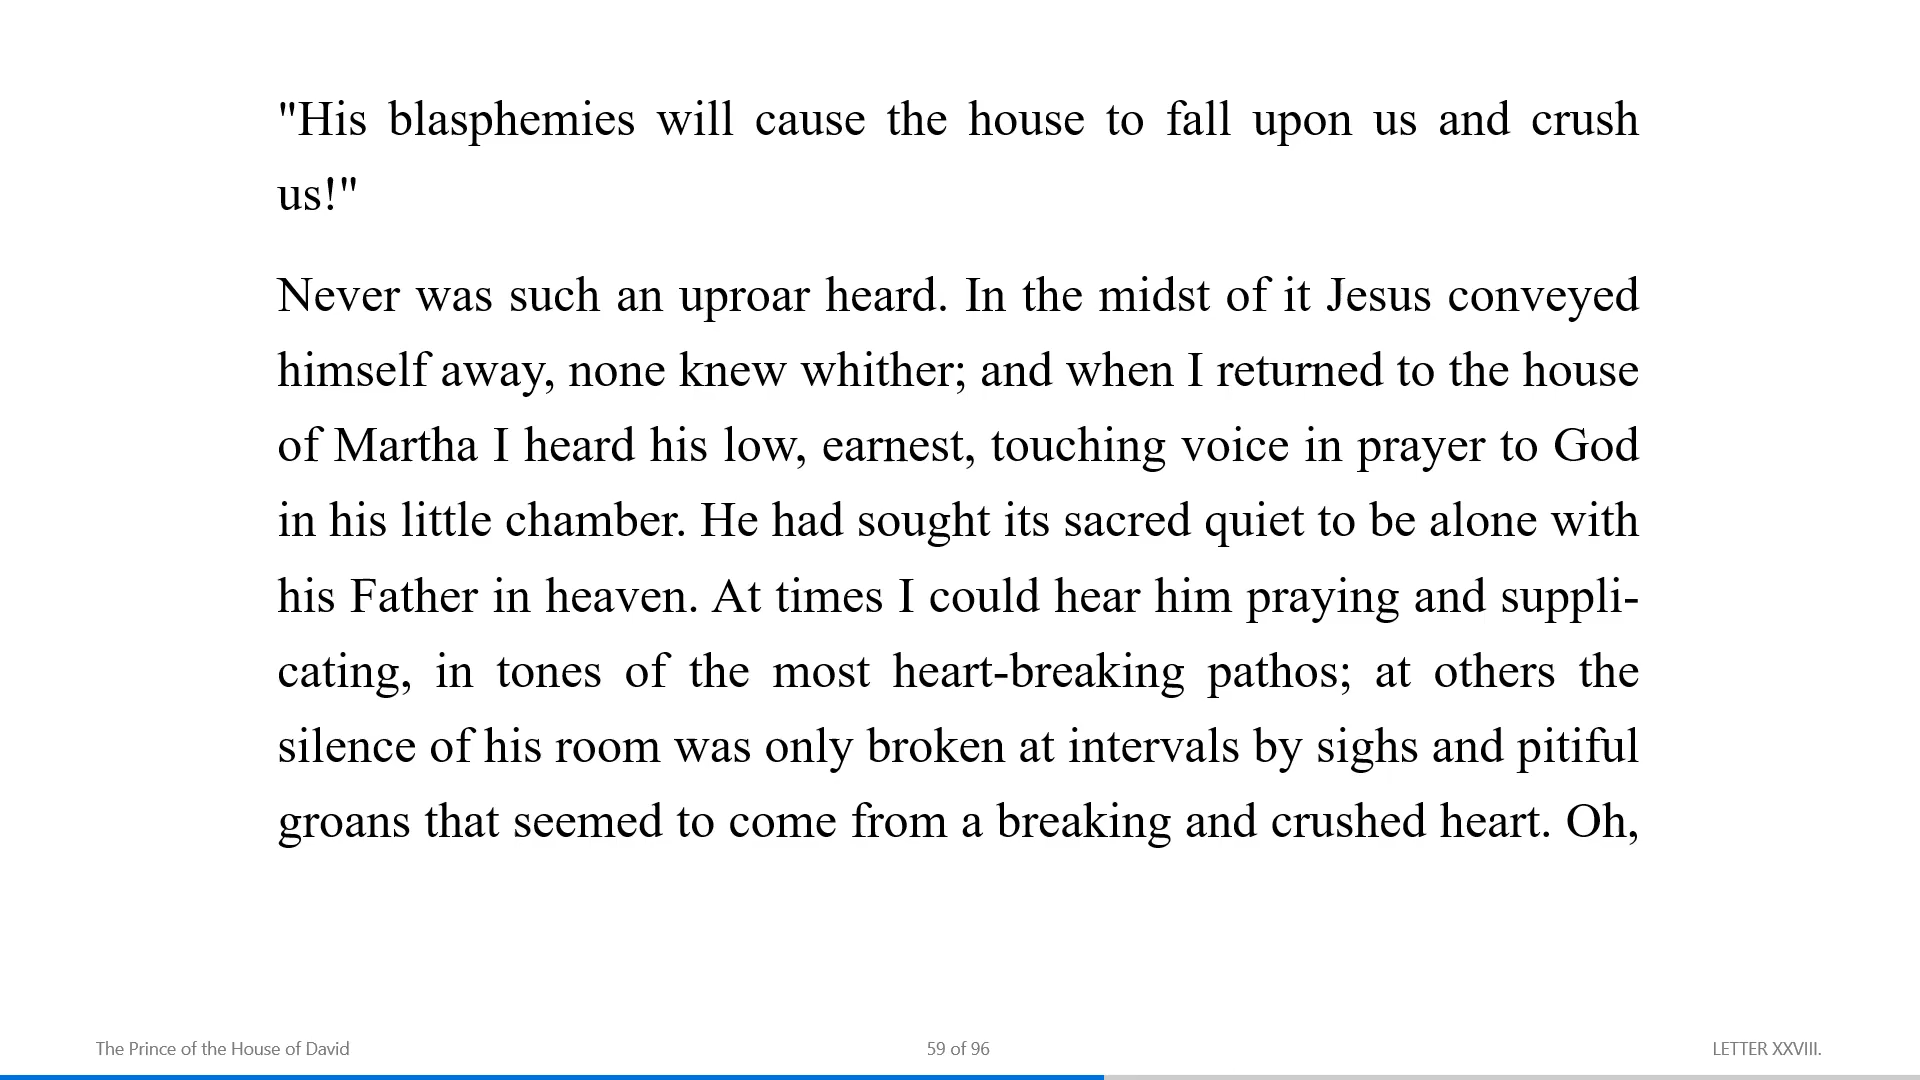 "His blasphemies will cause the house to fall upon us and crush
us!"
Never was such an uproar heard. In the midst of it Jesus conveyed
himself away, none knew whither; and when I returned to the house
of Martha I heard his low, earnest, touching voice in prayer to God
in his little chamber. He had sought its sacred quiet to be alone with
his Father in heaven. At times I could hear him praying and suppli-
cating, in tones of the most heart-breaking pathos; at others the
silence of his room was only broken at intervals by sighs and pitiful
groans that seemed to come from a breaking and crushed heart. Oh,
The Prince of the House of David
59 of 96
LETTER XXVIII.